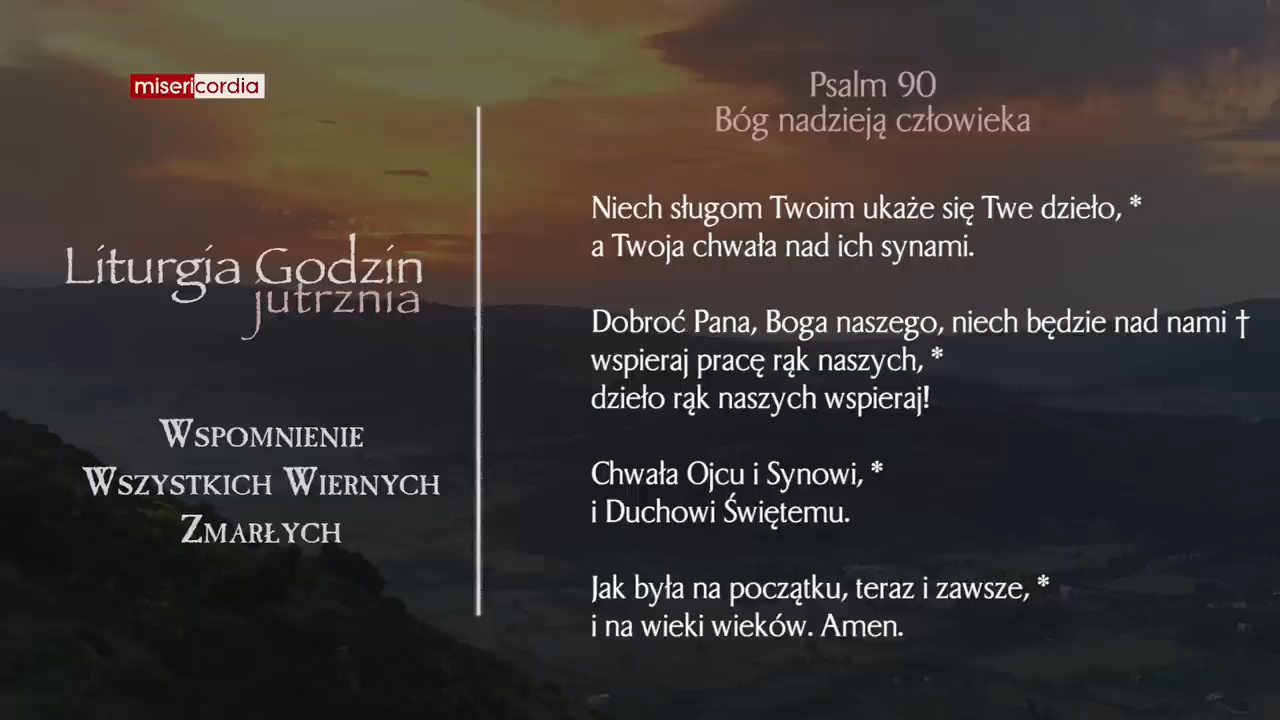 misericordia
Liturgia Godzin
jutrznia
Wspomnienie
Wszystkich Wiernych
Zmarłych
Psalm 90
Bóg nadzieją człowieka
Niech sługom Twoim ukaże się Twe dzieło, *
a Twoja chwała nad ich synami.
Dobroć Pana, Boga naszego, niech będzie nad nami †
wspieraj pracę rąk naszych, *
dzieło rąk naszych wspieraj!
Chwała Ojcu i Synowi, *
i Duchowi Świętemu.
Jak była na początku, teraz i zawsze, *
i na wieki wieków. Amen.